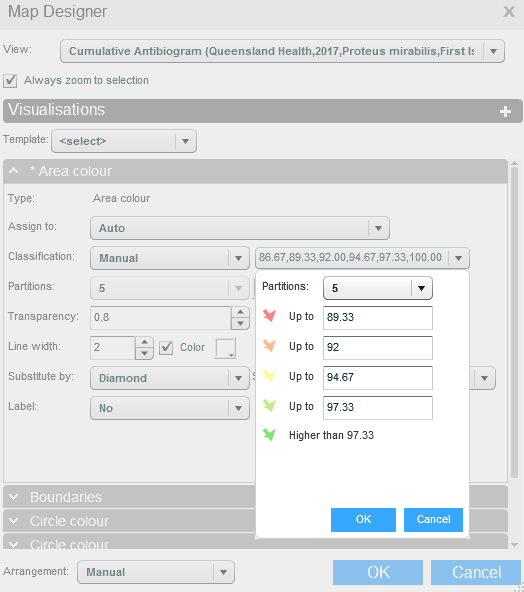 Map Designer X
View: Cumulative Antibiogram (Queensland Health,2017,Proteus mirabilis,First Is
Always zoom to selection
Visualisations +
Template: <select>
* Area colour
Type: Area colour
Assign to: Auto
Classification: Manual 86.67,89.33,92.00,94.67,97.33,100.00
Partitions: 5
Partitions: 5
Transparency: 0.8
Up to 89.33
Line width: 2 Color
Up to 92
Substitute by: Diamond
Up to 94.67
Label: No
Up to 97.33
Higher than 97.33
OK Cancel
Boundaries
Circle colour
Circle colour
Arrangement: Manual OK Cancel